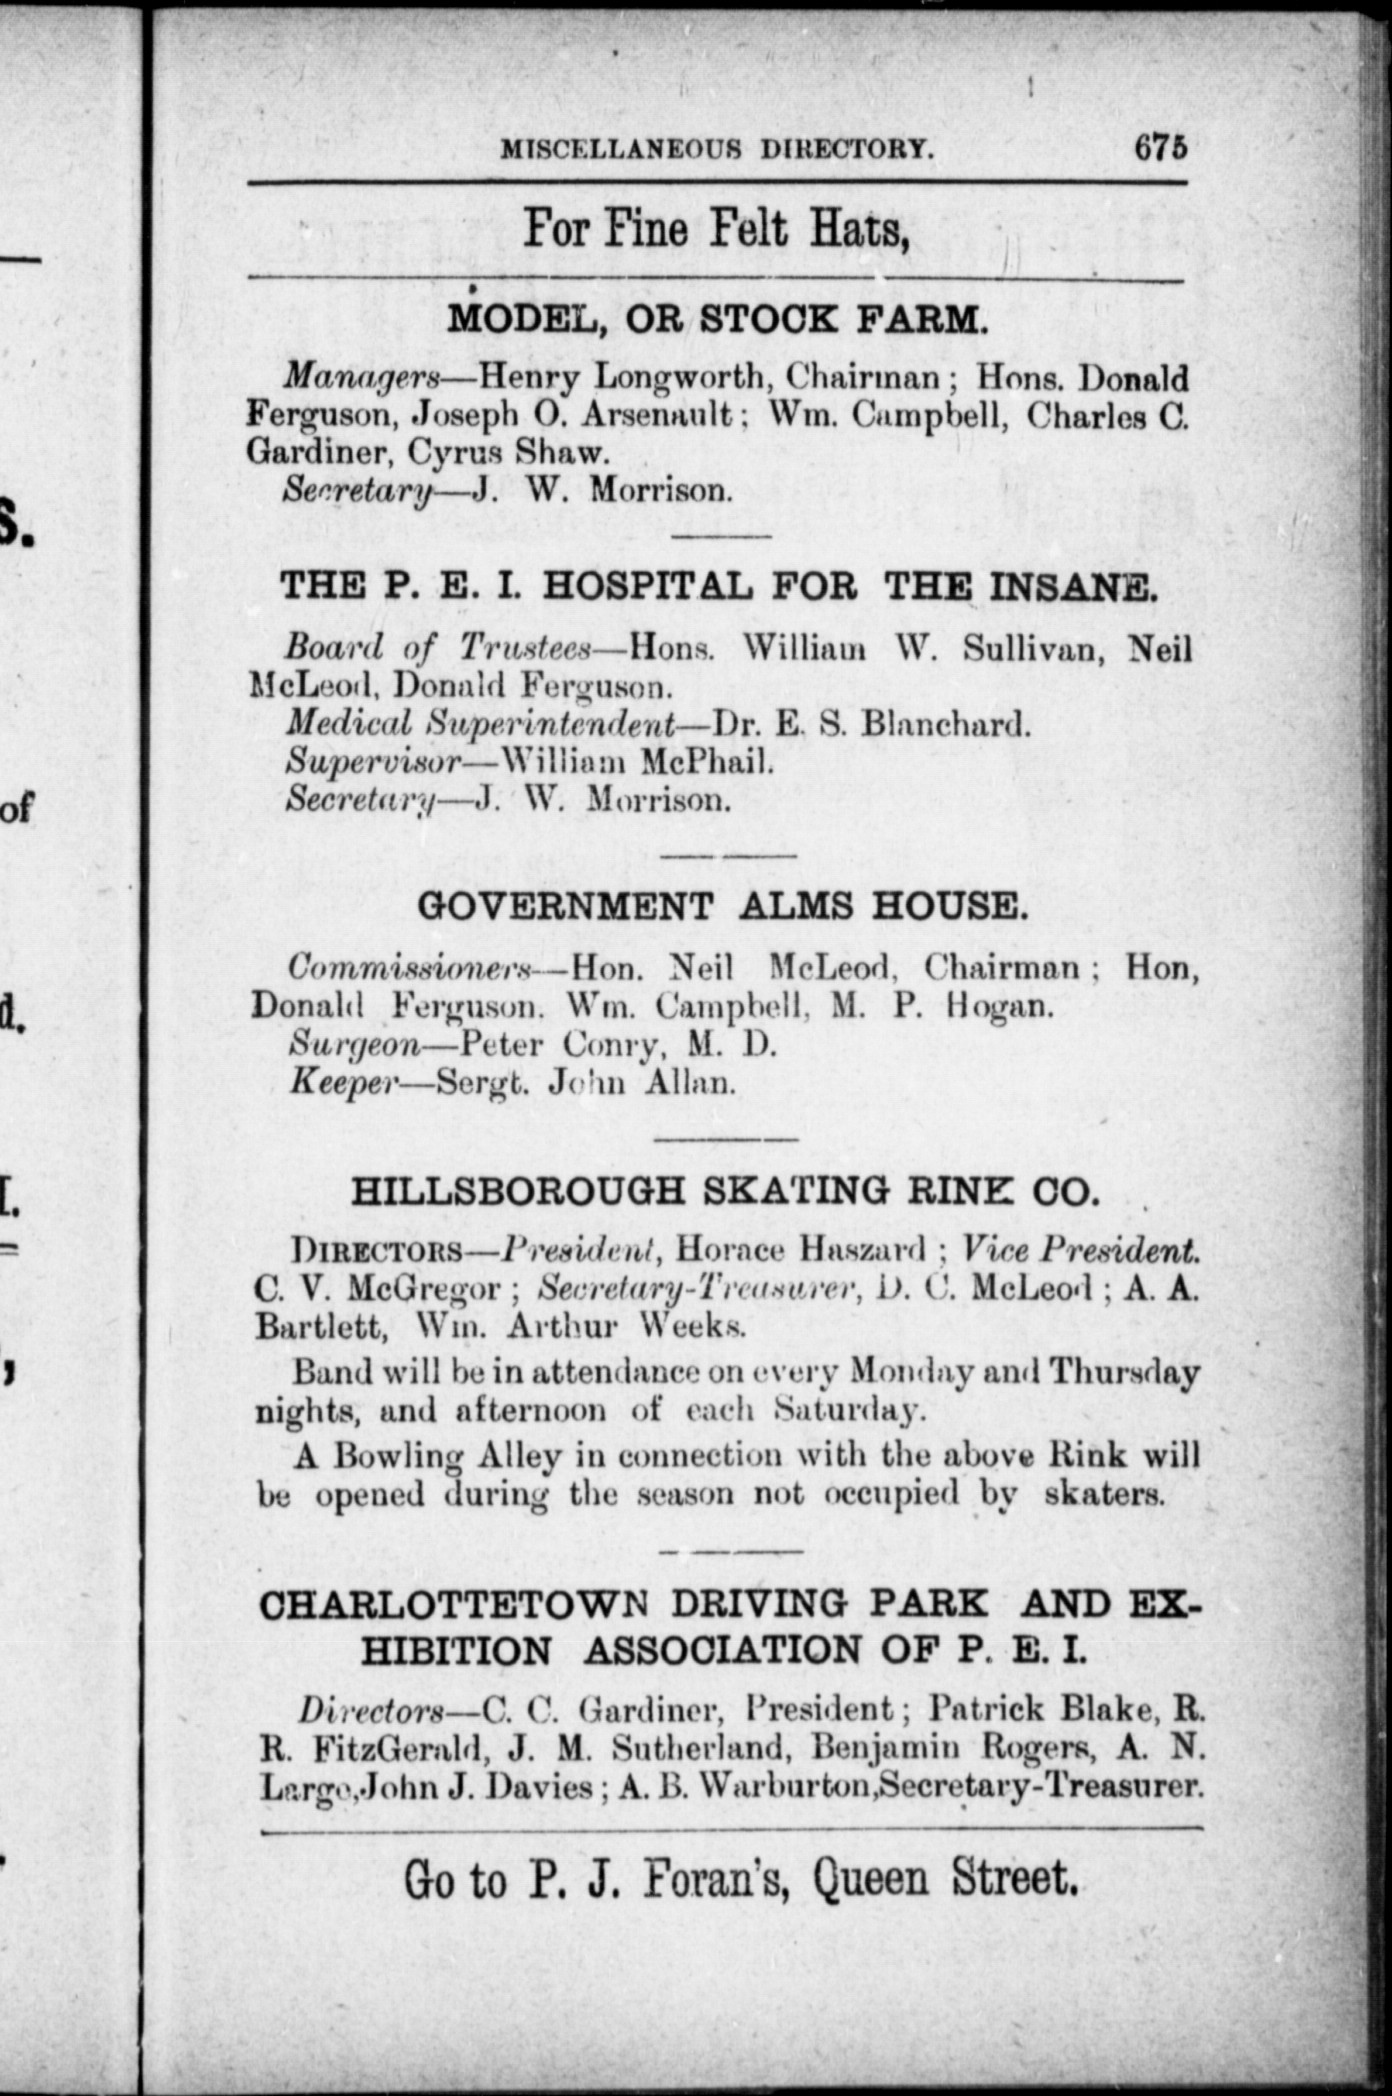 MISCELLANEOUS DIRECTORY. 675
For Fine Felt Hats,
MODEL, OR STOCK FARM.
Managers—Henry Longworth, Chairman; Hons. Donald
Ferguson, Joseph O. Arsenault; Wm. Campbell, Charles C.
Gardiner, Cyrus Shaw.
Secretary—J. W. Morrison.
THE P. E. I. HOSPITAL FOR THE INSANE.
Board of Trustees—Hons. William W. Sullivan, Neil
McLeod, Donald Ferguson.
Medical Superintendent—Dr. E. S. Blanchard.
Supervisor—William McPhail.
Secretary—J. W. Morrison.
GOVERNMENT ALMS HOUSE.
Commissioners—Hon. Neil McLeod, Chairman; Hon,
Donald Ferguson. Wm. Campbell, M. P. Hogan.
Surgeon—Peter Conry, M. D.
Keeper—Sergt. John Allan.
HILLSBOROUGH SKATING RINK CO.
DIRECTORS—President, Horace Haszard; Vice President.
C. V. McGregor; Secretary-Treasurer, D. C. McLeod; A. A.
Bartlett, Wm. Arthur Weeks.
Band will be in attendance on every Monday and Thursday
nights, and afternoon of each Saturday.
A Bowling Alley in connection with the above Rink will
be opened during the season not occupied by skaters.
CHARLOTTETOWN DRIVING PARK AND EX-
HIBITION ASSOCIATION OF P. E. I.
Directors—C. C. Gardiner, President; Patrick Blake, R.
R. FitzGerald, J. M. Sutherland, Benjamin Rogers, A. N.
Large,John J. Davies; A. B. Warburton,Secretary-Treasurer.
Go to P. J. Foran's, Queen Street.
S.
of
d.
I.